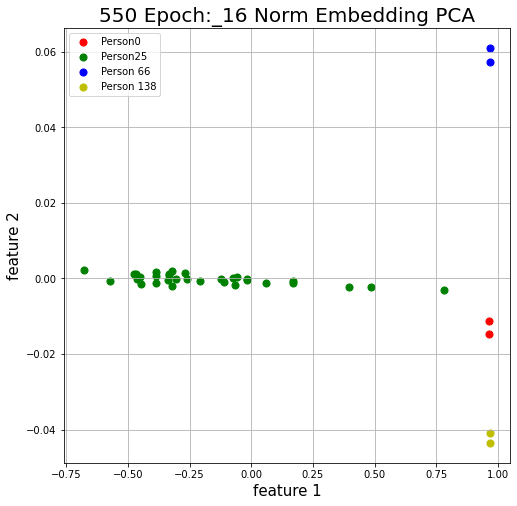 550 Epoch:_16 Norm Embedding PCA
Person0
Person25
Person 66
Person 138
0.06
0.04
0.02
0.00
−0.02
−0.04
feature 2
−0.75 −0.50 −0.25 0.00 0.25 0.50 0.75 1.00
feature 1